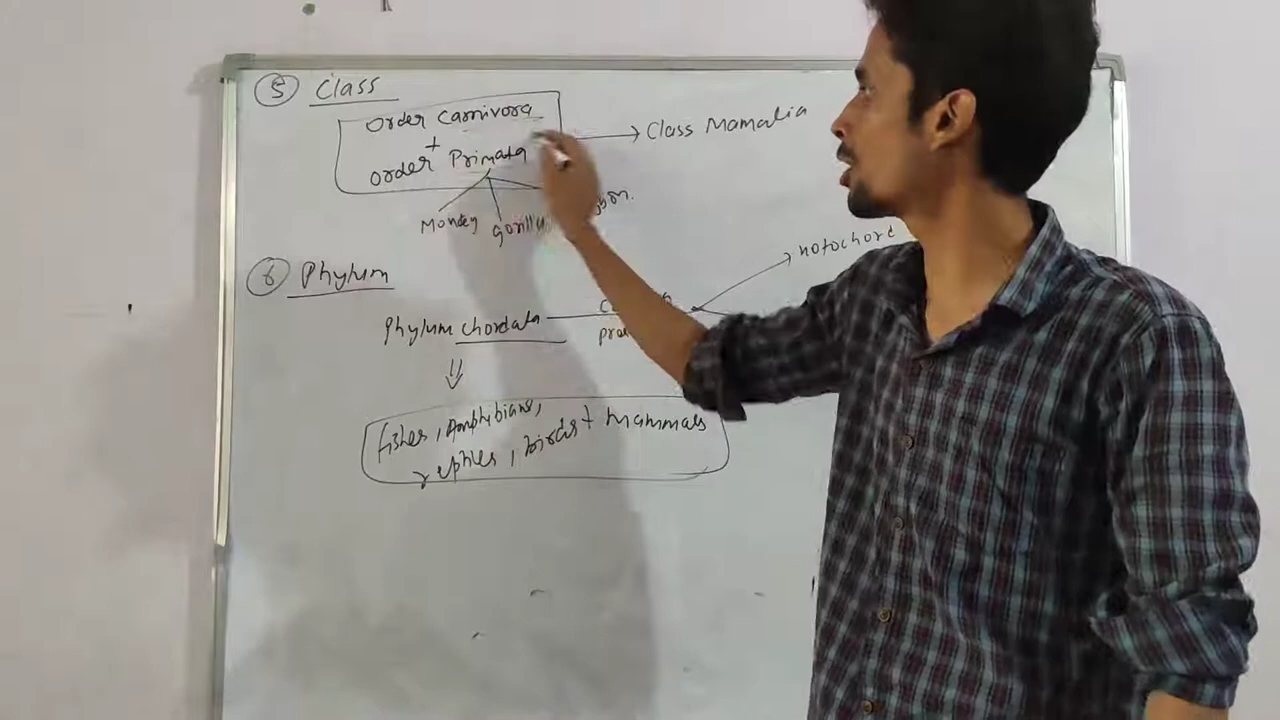 5 Class
Order Carnivora
+
order Primata
Class Mamalia
Monkey gorilla
6 Phylum
notochord
Phylum chordata
fishes, Amphibians,
reptiles, birds + mammals